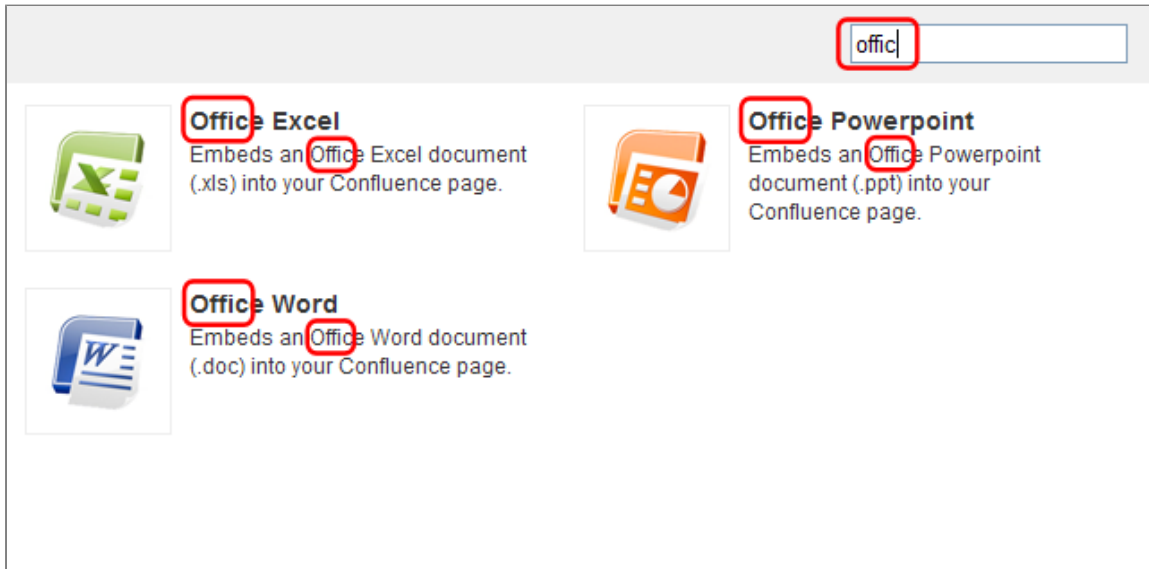 offic
Office Excel
Embeds an Office Excel document
(.xls) into your Confluence page.
Office Powerpoint
Embeds an Office Powerpoint
document (.ppt) into your
Confluence page.
W
Office Word
Embeds an Office Word document
(.doc) into your Confluence page.